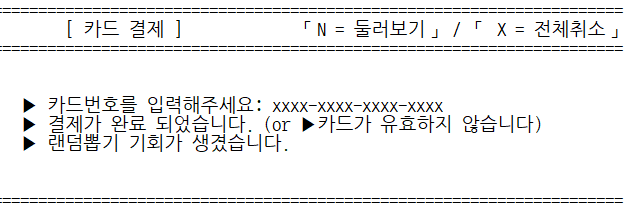 ================================================================================
[ 카드 결제 ] 「 N = 둘러보기 」 / 「 X = 전체취소 」
================================================================================
▶ 카드번호를 입력해주세요: xxxx-xxxx-xxxx-xxxx
▶ 결제가 완료 되었습니다. (or ▶카드가 유효하지 않습니다)
▶ 랜덤뽑기 기회가 생겼습니다.
================================================================================